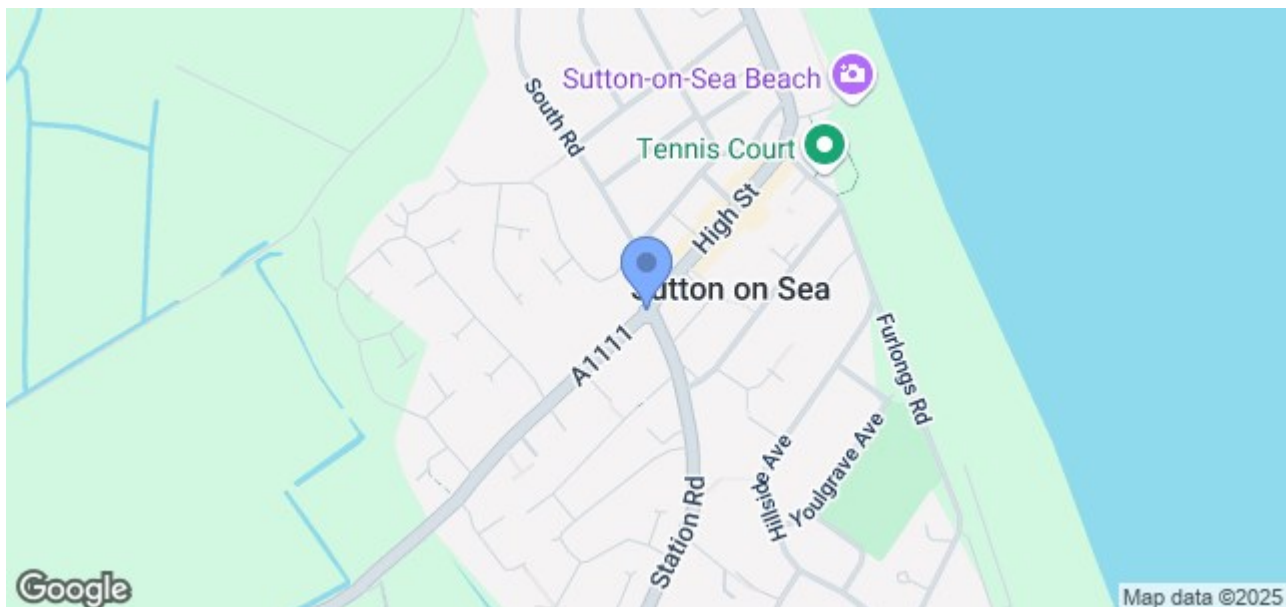 Sutton-on-Sea Beach
South Rd
Tennis Court
High St
Sutton on Sea
A1111
Furlongs Rd
Hillside Ave
Youlgrave Ave
Station Rd
Google
Map data ©2025